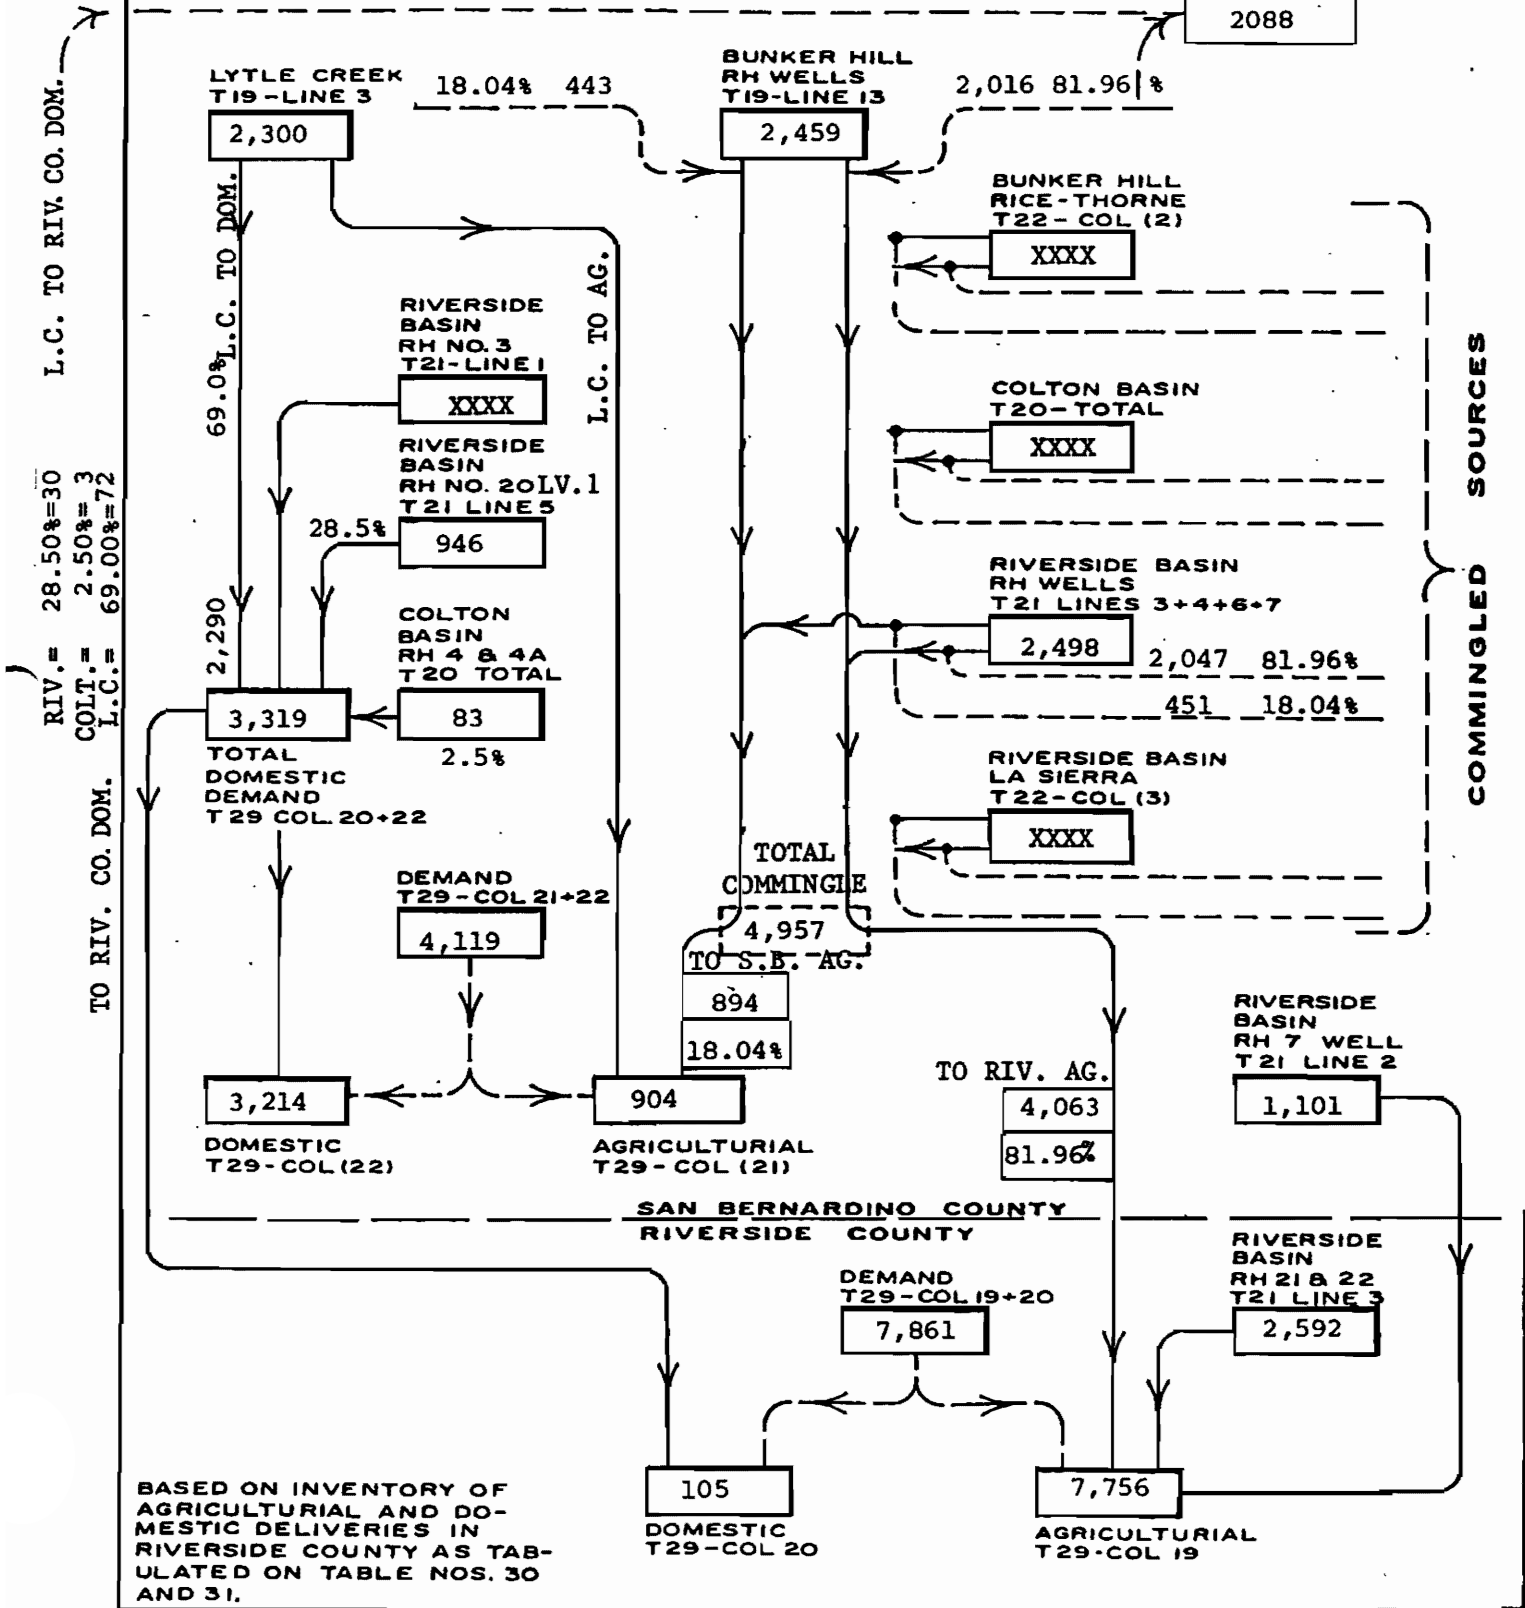 2088
L.C. TO RIV. CO. DOM.
LYTLE CREEK
T19-LINE 3
2,300
18.04% 443
BUNKER HILL
RH WELLS
T19-LINE 13
2,459
2,016 81.96 %
BUNKER HILL
RICE-THORNE
T22-COL (2)
XXXX
69.0% L.C. TO DOM.
2,290
L.C. TO AG.
RIVERSIDE
BASIN
RH NO. 3
T21-LINE 1
XXXX
RIVERSIDE
BASIN
RH NO. 20 LV.1
T21 LINE 5
28.5%
946
COLTON
BASIN
RH 4 & 4A
T20 TOTAL
83
2.5%
COLTON BASIN
T20-TOTAL
XXXX
RIVERSIDE BASIN
RH WELLS
T21 LINES 3+4+6+7
2,498
2,047 81.96%
451 18.04%
RIVERSIDE BASIN
LA SIERRA
T22-COL (3)
XXXX
COMMINGLED SOURCES
RIV.= 28.50%=30
COLT.= 2.50%= 3
L.C.= 69.00%=72
TO RIV. CO. DOM.
3,319
TOTAL
DOMESTIC
DEMAND
T29 COL. 20+22
DEMAND
T29-COL 21+22
4,119
TOTAL
COMMINGLE
4,957
TO S.B. AG.
894
18.04%
3,214
DOMESTIC
T29-COL (22)
904
AGRICULTURIAL
T29-COL (21)
TO RIV. AG.
4,063
81.96%
RIVERSIDE
BASIN
RH 7 WELL
T21 LINE 2
1,101
SAN BERNARDINO COUNTY
RIVERSIDE COUNTY
RIVERSIDE
BASIN
RH 21 & 22
T21 LINE 3
2,592
DEMAND
T29-COL 19+20
7,861
105
DOMESTIC
T29-COL 20
7,756
AGRICULTURIAL
T29-COL 19
BASED ON INVENTORY OF
AGRICULTURIAL AND DO-
MESTIC DELIVERIES IN
RIVERSIDE COUNTY AS TAB-
ULATED ON TABLE NOS. 30
AND 31.